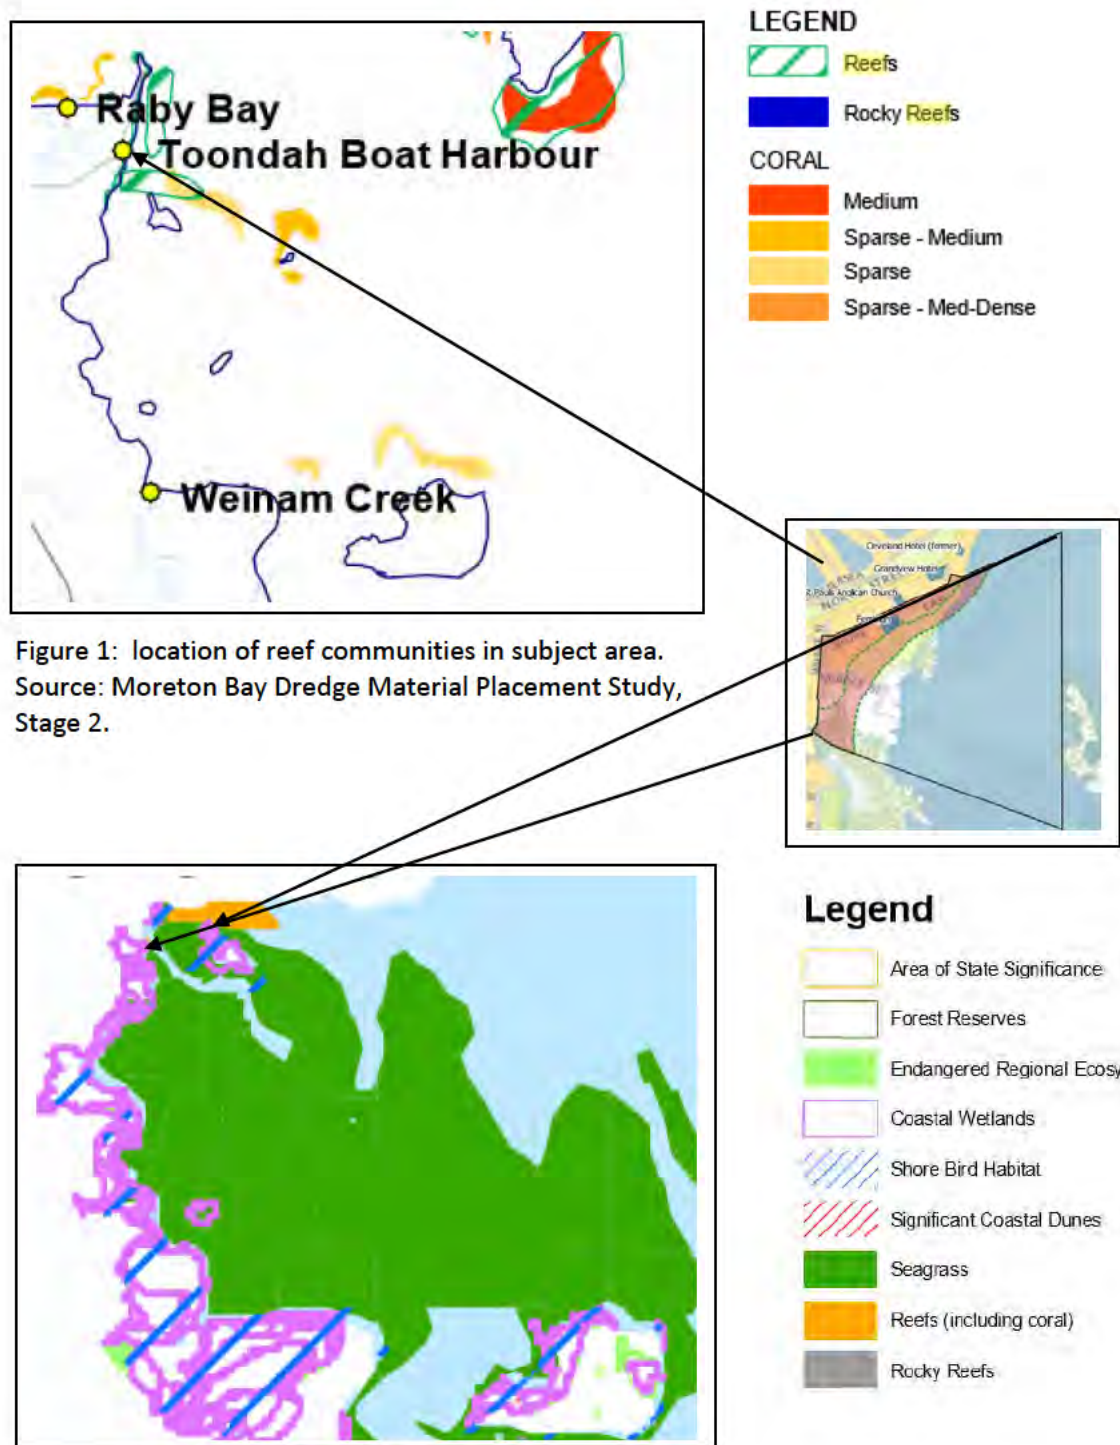 LEGEND
Reefs
Rocky Reefs
CORAL
Medium
Sparse - Medium
Sparse
Sparse - Med-Dense
Raby Bay
Toondah Boat Harbour
Weinam Creek
Cleveland Hotel (former)
Grandview Hotel
Pauls Anglican Church
Figure 1: location of reef communities in subject area.
Source: Moreton Bay Dredge Material Placement Study,
Stage 2.
Legend
Area of State Significance
Forest Reserves
Endangered Regional Ecosy
Coastal Wetlands
Shore Bird Habitat
Significant Coastal Dunes
Seagrass
Reefs (including coral)
Rocky Reefs